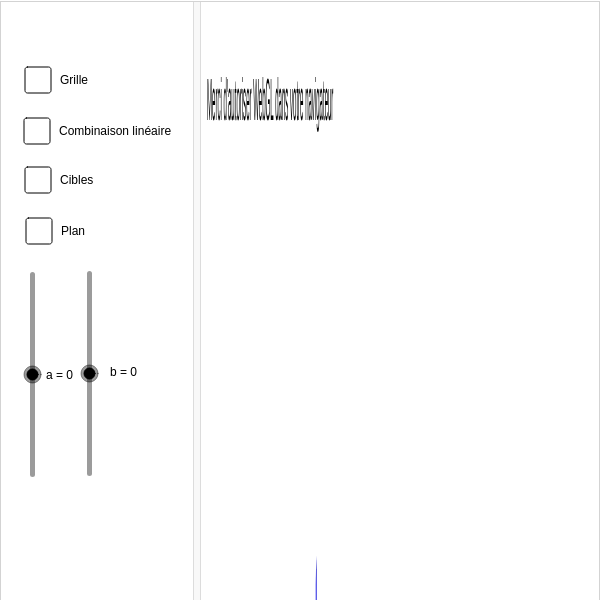 Grille
Merci d'autoriser WebGL dans votre navigateur
Combinaison linéaire
Cibles
Plan
a = 0
b = 0